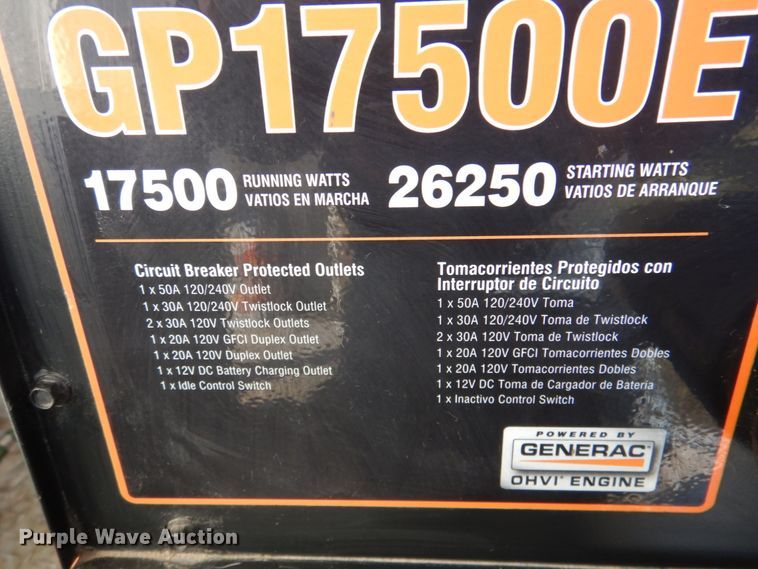 GP17500E
17500 RUNNING WATTS
VATIOS EN MARCHA
26250 STARTING WATTS
VATIOS DE ARRANQUE
Circuit Breaker Protected Outlets
1 x 50A 120/240V Outlet
1 x 30A 120/240V Twistlock Outlet
2 x 30A 120V Twistlock Outlets
1 x 20A 120V GFCI Duplex Outlet
1 x 20A 120V Duplex Outlet
1 x 12V DC Battery Charging Outlet
1 x Idle Control Switch
Tomacorrientes Protegidos con
Interruptor de Circuito
1 x 50A 120/240V Toma
1 x 30A 120/240V Toma de Twistlock
2 x 30A 120V Toma de Twistlock
1 x 20A 120V GFCI Tomacorrientes Dobles
1 x 20A 120V Tomacorrientes Dobles
1 x 12V DC Toma de Cargador de Batería
1 x Inactivo Control Switch
POWERED BY
GENERAC
OHVI® ENGINE
Purple Wave Auction